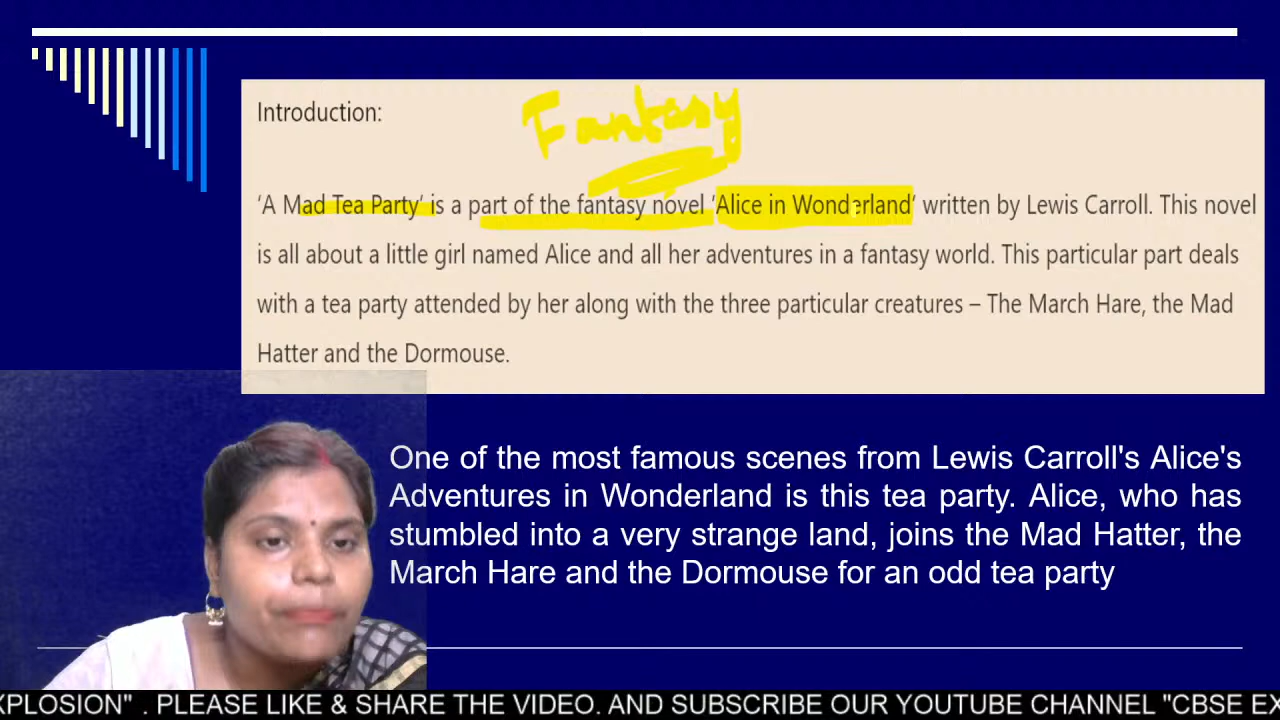 Introduction:
Fantasy
'A Mad Tea Party' is a part of the fantasy novel 'Alice in Wonderland' written by Lewis Carroll. This novel
is all about a little girl named Alice and all her adventures in a fantasy world. This particular part deals
with a tea party attended by her along with the three particular creatures – The March Hare, the Mad
Hatter and the Dormouse.
One of the most famous scenes from Lewis Carroll's Alice's
Adventures in Wonderland is this tea party. Alice, who has
stumbled into a very strange land, joins the Mad Hatter, the
March Hare and the Dormouse for an odd tea party
XPLOSION" . PLEASE LIKE & SHARE THE VIDEO. AND SUBSCRIBE OUR YOUTUBE CHANNEL "CBSE EX